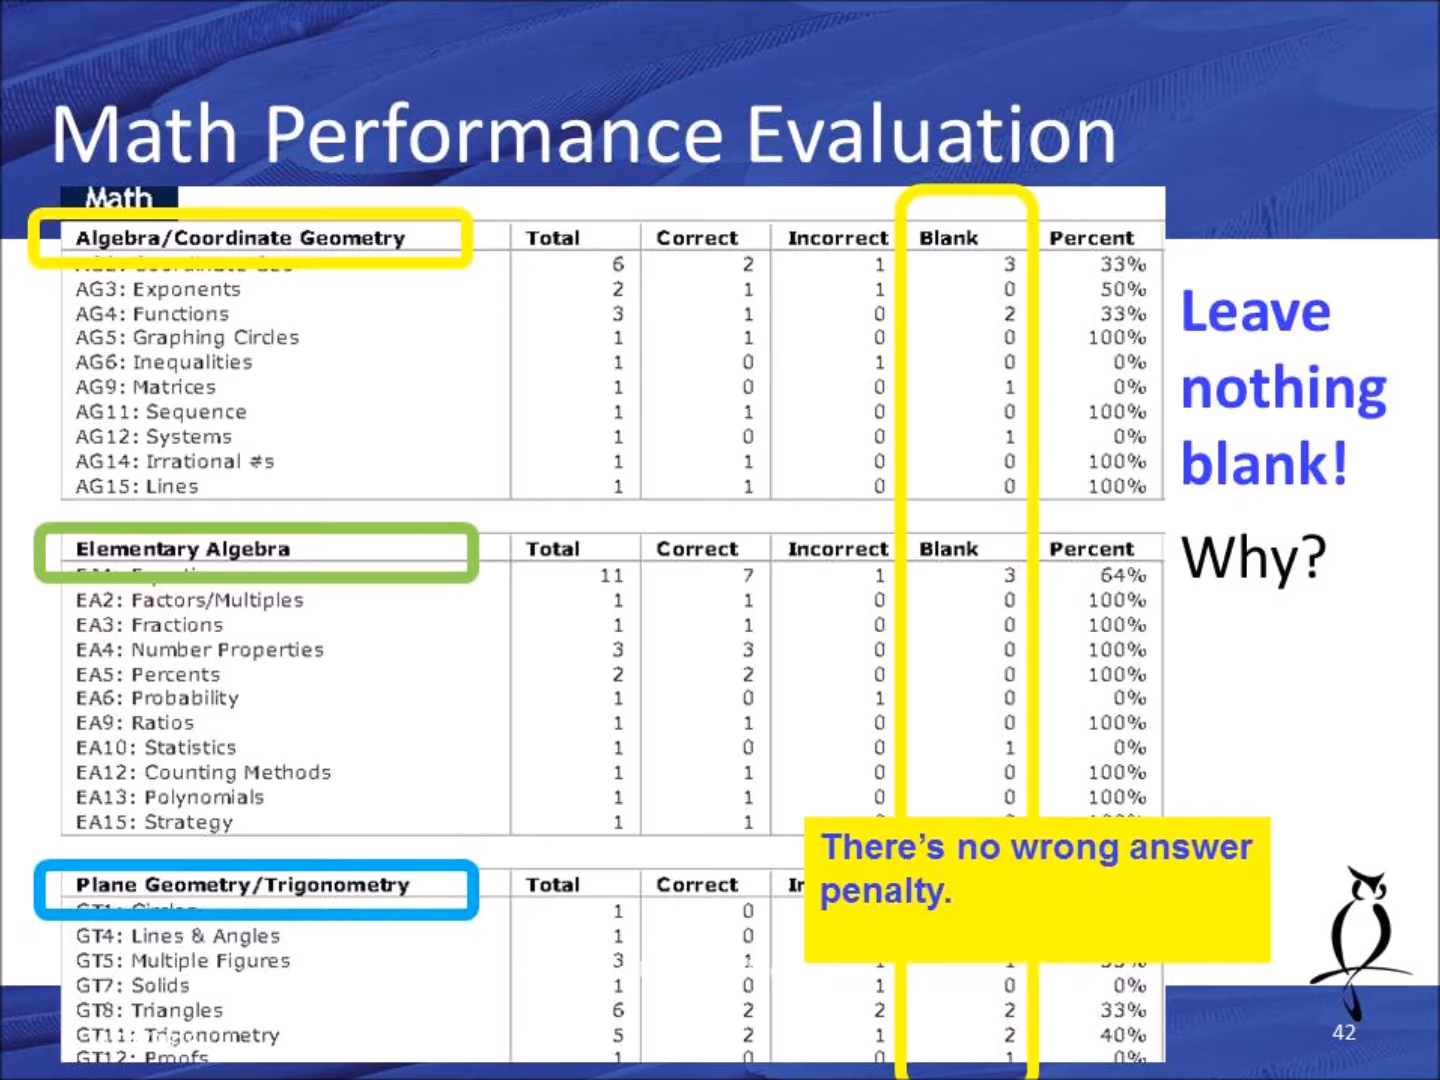 Math Performance Evaluation
Math
Algebra/Coordinate Geometry Total Correct Incorrect Blank Percent
6 2 1 3 33%
AG3: Exponents 2 1 1 0 50%
AG4: Functions 3 1 0 2 33%
AG5: Graphing Circles 1 1 0 0 100%
AG6: Inequalities 1 0 1 0 0%
AG9: Matrices 1 0 0 1 0%
AG11: Sequence 1 1 0 0 100%
AG12: Systems 1 0 0 1 0%
AG14: Irrational #s 1 1 0 0 100%
AG15: Lines 1 1 0 0 100%
Leave
nothing
blank!
Why?
Elementary Algebra Total Correct Incorrect Blank Percent
11 7 1 3 64%
EA2: Factors/Multiples 1 1 0 0 100%
EA3: Fractions 1 1 0 0 100%
EA4: Number Properties 3 3 0 0 100%
EA5: Percents 2 2 0 0 100%
EA6: Probability 1 0 1 0 0%
EA9: Ratios 1 1 0 0 100%
EA10: Statistics 1 0 0 1 0%
EA12: Counting Methods 1 1 0 0 100%
EA13: Polynomials 1 1 0 0 100%
EA15: Strategy 1 1
There's no wrong answer
penalty.
Plane Geometry/Trigonometry Total Correct
1 0
GT4: Lines & Angles 1 0
GT5: Multiple Figures 3 1
GT7: Solids 1 0 1 0 0%
GT8: Triangles 6 2 2 2 33%
GT11: Trigonometry 5 2 1 2 40%
GT12: Proofs 1 0 0 1 0%
42